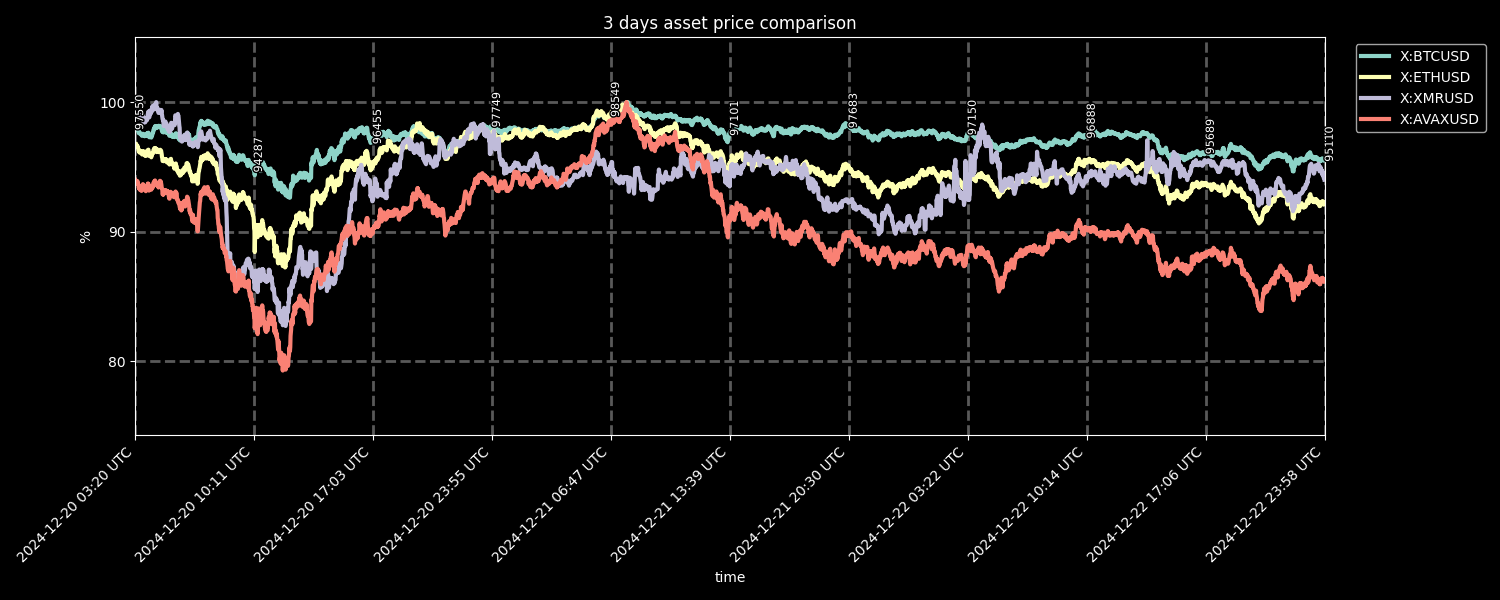 3 days asset price comparison
X:BTCUSD
X:ETHUSD
X:XMRUSD
X:AVAXUSD
100
90
80
%
97550
94287
96455
97749
98549
97101
97683
97150
96888
95689
95110
2024-12-20 03:20 UTC
2024-12-20 10:11 UTC
2024-12-20 17:03 UTC
2024-12-20 23:55 UTC
2024-12-21 06:47 UTC
2024-12-21 13:39 UTC
2024-12-21 20:30 UTC
2024-12-22 03:22 UTC
2024-12-22 10:14 UTC
2024-12-22 17:06 UTC
2024-12-22 23:58 UTC
time